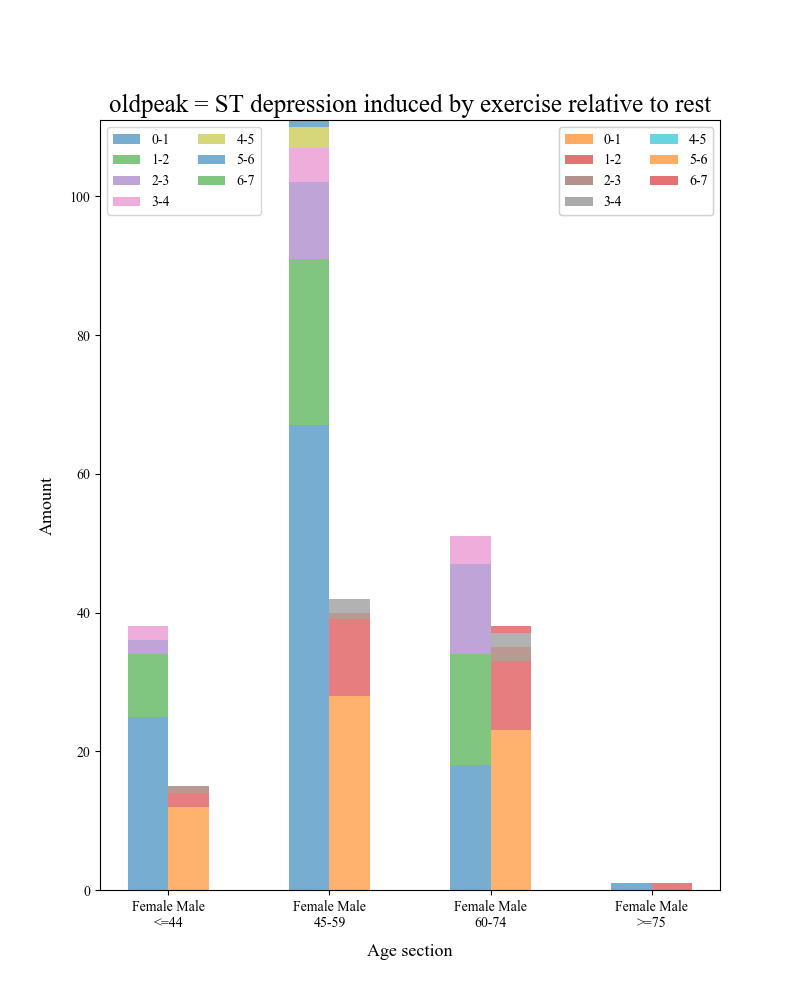 oldpeak = ST depression induced by exercise relative to rest
0-1 4-5
1-2 5-6
2-3 6-7
3-4
0-1 4-5
1-2 5-6
2-3 6-7
3-4
100
80
60
40
20
0
Amount
Female Male Female Male Female Male Female Male
<=44 45-59 60-74 >=75
Age section